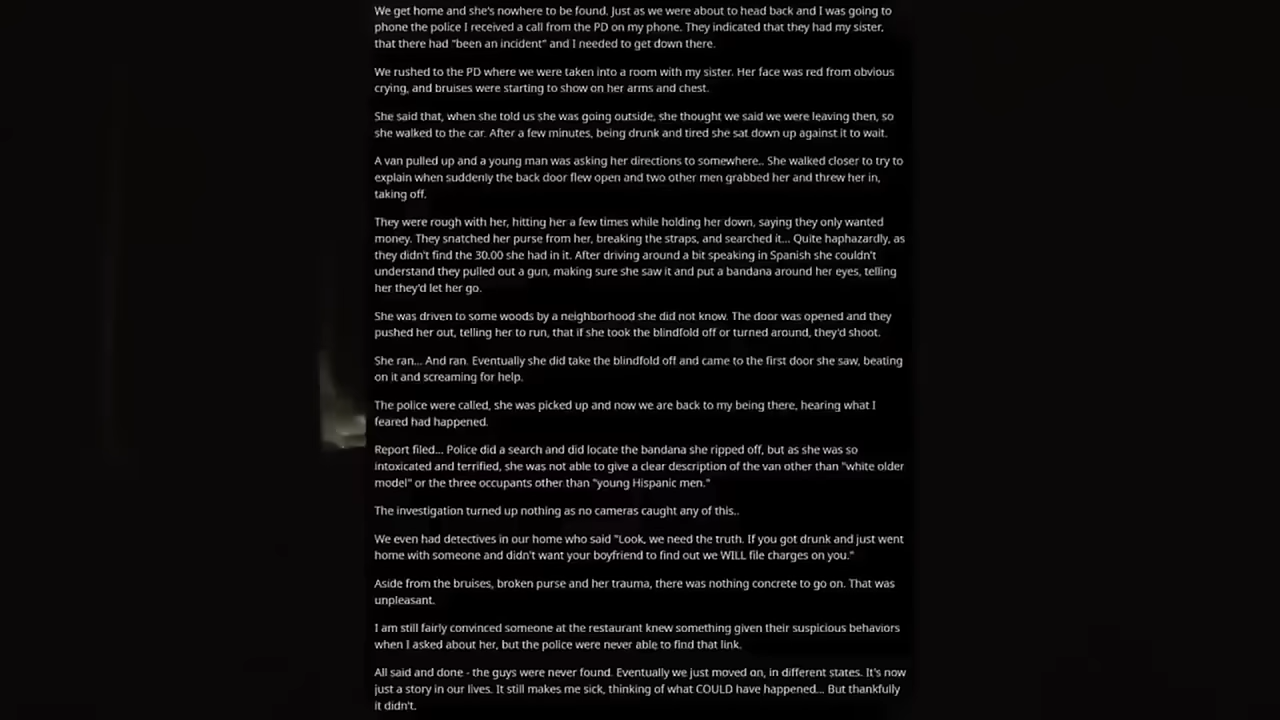 We get home and she's nowhere to be found. Just as we were about to head back and I was going to
phone the police I received a call from the PD on my phone. They indicated that they had my sister,
that there had "been an incident" and I needed to get down there.
We rushed to the PD where we were taken into a room with my sister. Her face was red from obvious
crying, and bruises were starting to show on her arms and chest.
She said that, when she told us she was going outside, she thought we said we were leaving then, so
she walked to the car. After a few minutes, being drunk and tired she sat down up against it to wait.
A van pulled up and a young man was asking her directions to somewhere.. She walked closer to try to
explain when suddenly the back door flew open and two other men grabbed her and threw her in,
taking off.
They were rough with her, hitting her a few times while holding her down, saying they only wanted
money. They snatched her purse from her, breaking the straps, and searched it... Quite haphazardly, as
they didn't find the 30.00 she had in it. After driving around a bit speaking in Spanish she couldn't
understand they pulled out a gun, making sure she saw it and put a bandana around her eyes, telling
her they'd let her go.
She was driven to some woods by a neighborhood she did not know. The door was opened and they
pushed her out, telling her to run, that if she took the blindfold off or turned around, they'd shoot.
She ran... And ran. Eventually she did take the blindfold off and came to the first door she saw, beating
on it and screaming for help.
The police were called, she was picked up and now we are back to my being there, hearing what I
feared had happened.
Report filed... Police did a search and did locate the bandana she ripped off, but as she was so
intoxicated and terrified, she was not able to give a clear description of the van other than "white older
model" or the three occupants other than "young Hispanic men."
The investigation turned up nothing as no cameras caught any of this..
We even had detectives in our home who said "Look, we need the truth. If you got drunk and just went
home with someone and didn't want your boyfriend to find out we WILL file charges on you."
Aside from the bruises, broken purse and her trauma, there was nothing concrete to go on. That was
unpleasant.
I am still fairly convinced someone at the restaurant knew something given their suspicious behaviors
when I asked about her, but the police were never able to find that link.
All said and done - the guys were never found. Eventually we just moved on, in different states. It's now
just a story in our lives. It still makes me sick, thinking of what COULD have happened... But thankfully
it didn't.